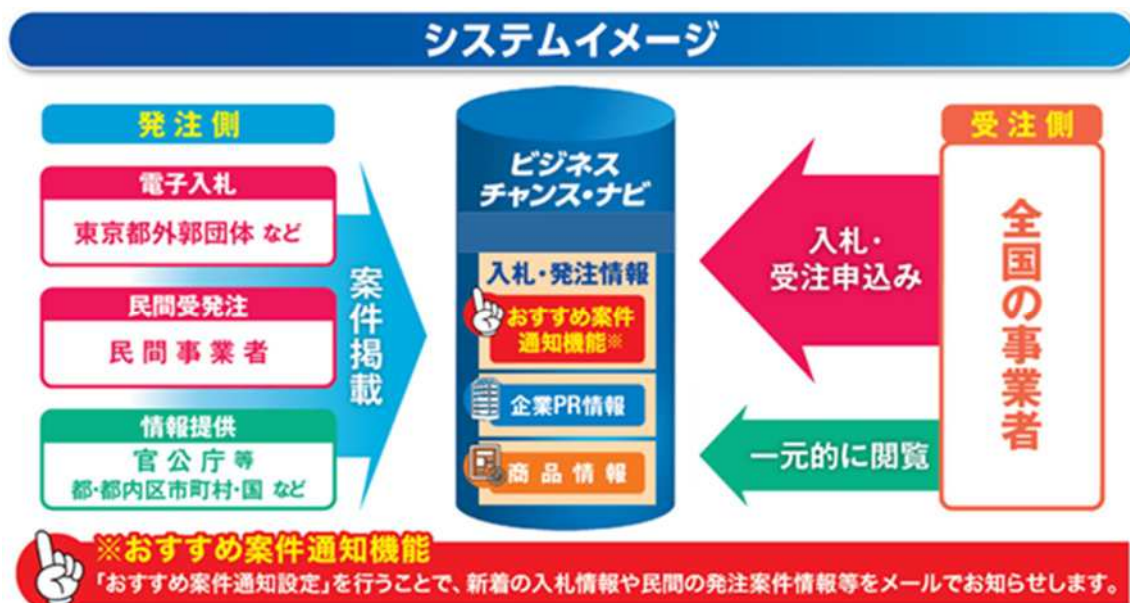 システムイメージ
発注側
電子入札
東京都外郭団体 など
民間受発注
民間事業者
情報提供
官公庁等
都・都内区市町村・国 など
案件掲載
ビジネス
チャンス・ナビ
入札・発注情報
おすすめ案件
通知機能※
企業PR情報
商品情報
入札・
受注申込み
一元的に閲覧
受注側
全国の事業者
※おすすめ案件通知機能
「おすすめ案件通知設定」を行うことで、新着の入札情報や民間の発注案件情報等をメールでお知らせします。